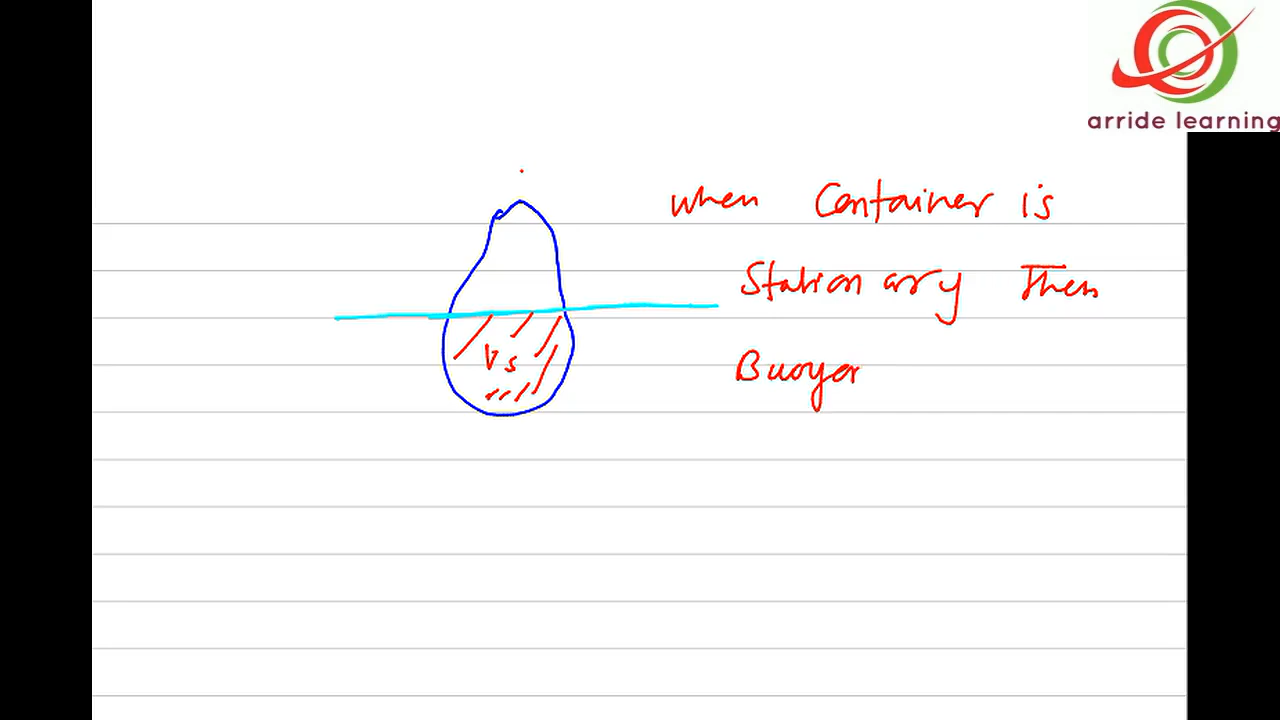 arride learning
when Container is
Stationary Then
Vs
Buoyan